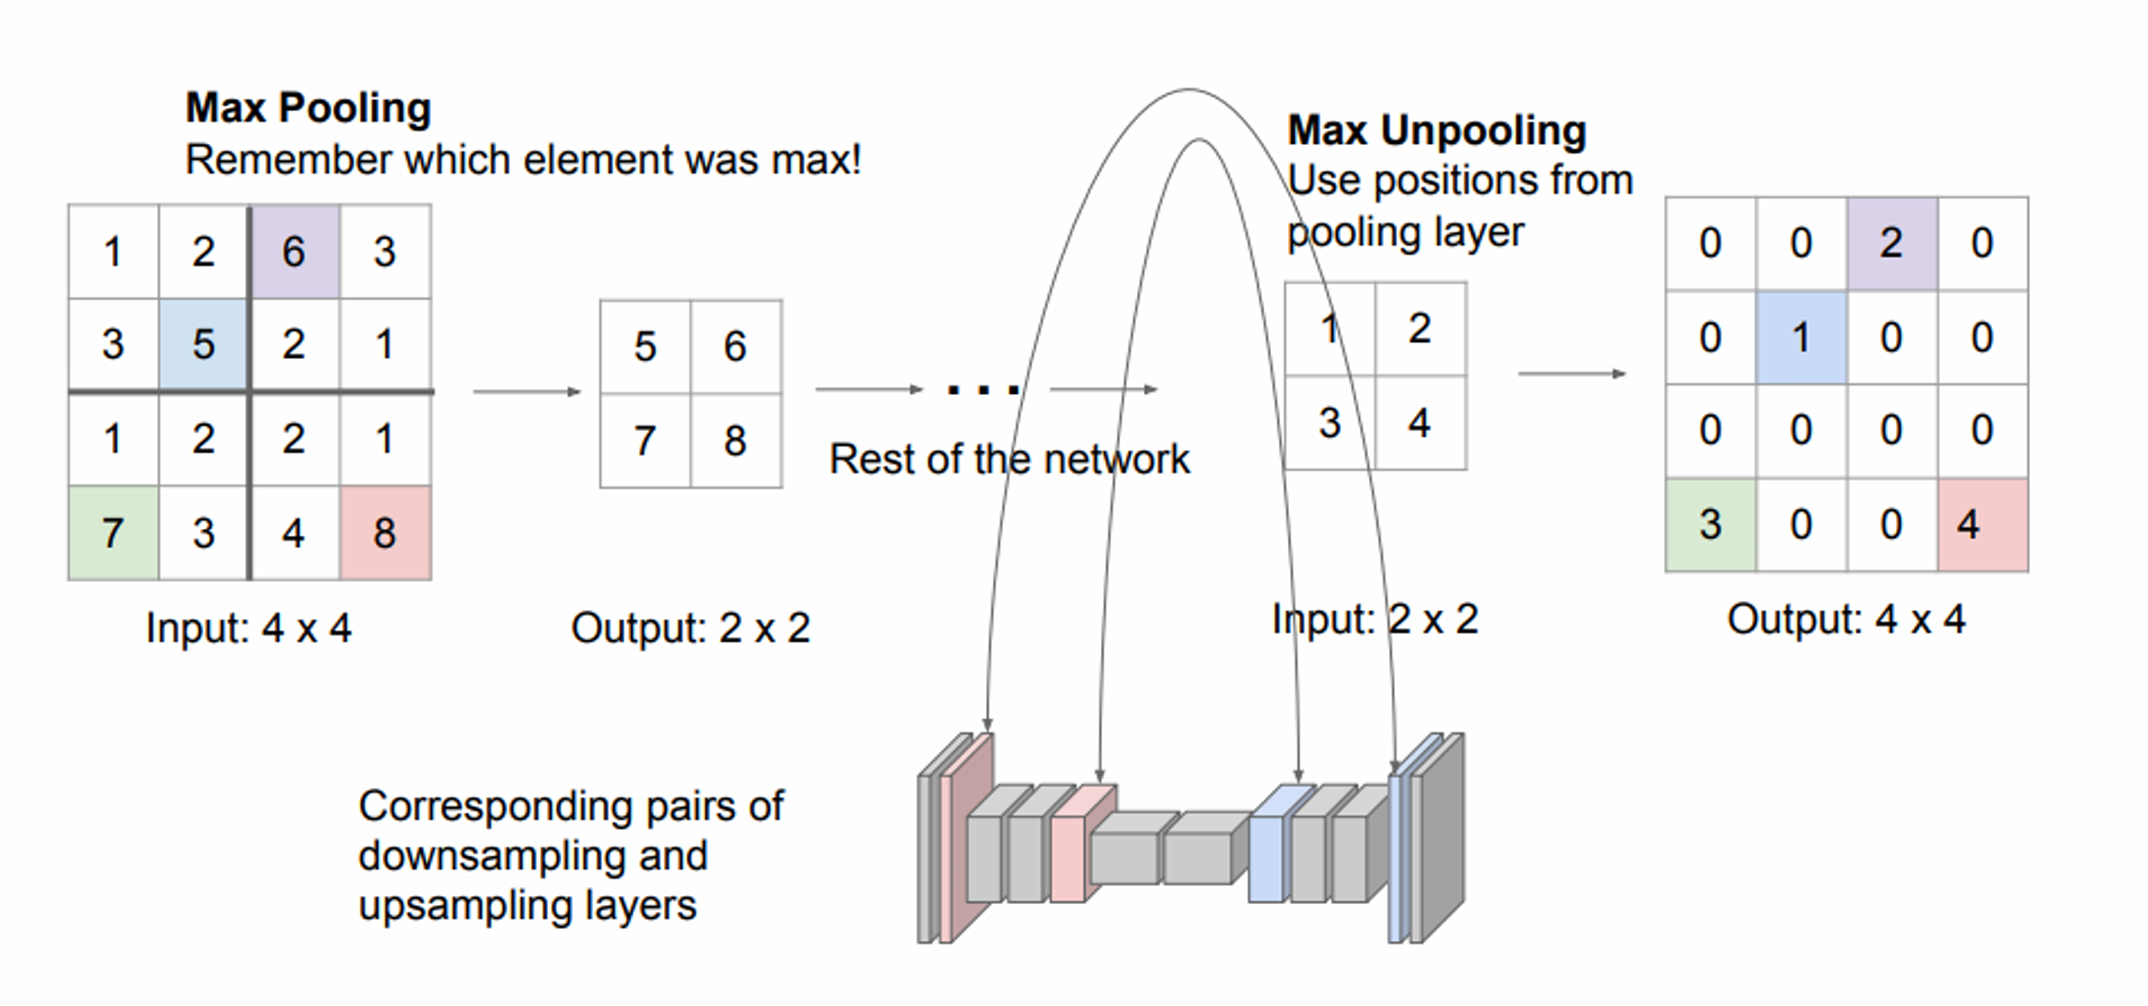 Max Pooling
Remember which element was max!
1 2 6 3
3 5 2 1
1 2 2 1
7 3 4 8
Input: 4 x 4
5 6
7 8
Output: 2 x 2
...
Rest of the network
Max Unpooling
Use positions from
pooling layer
1 2
3 4
Input: 2 x 2
0 0 2 0
0 1 0 0
0 0 0 0
3 0 0 4
Output: 4 x 4
Corresponding pairs of
downsampling and
upsampling layers